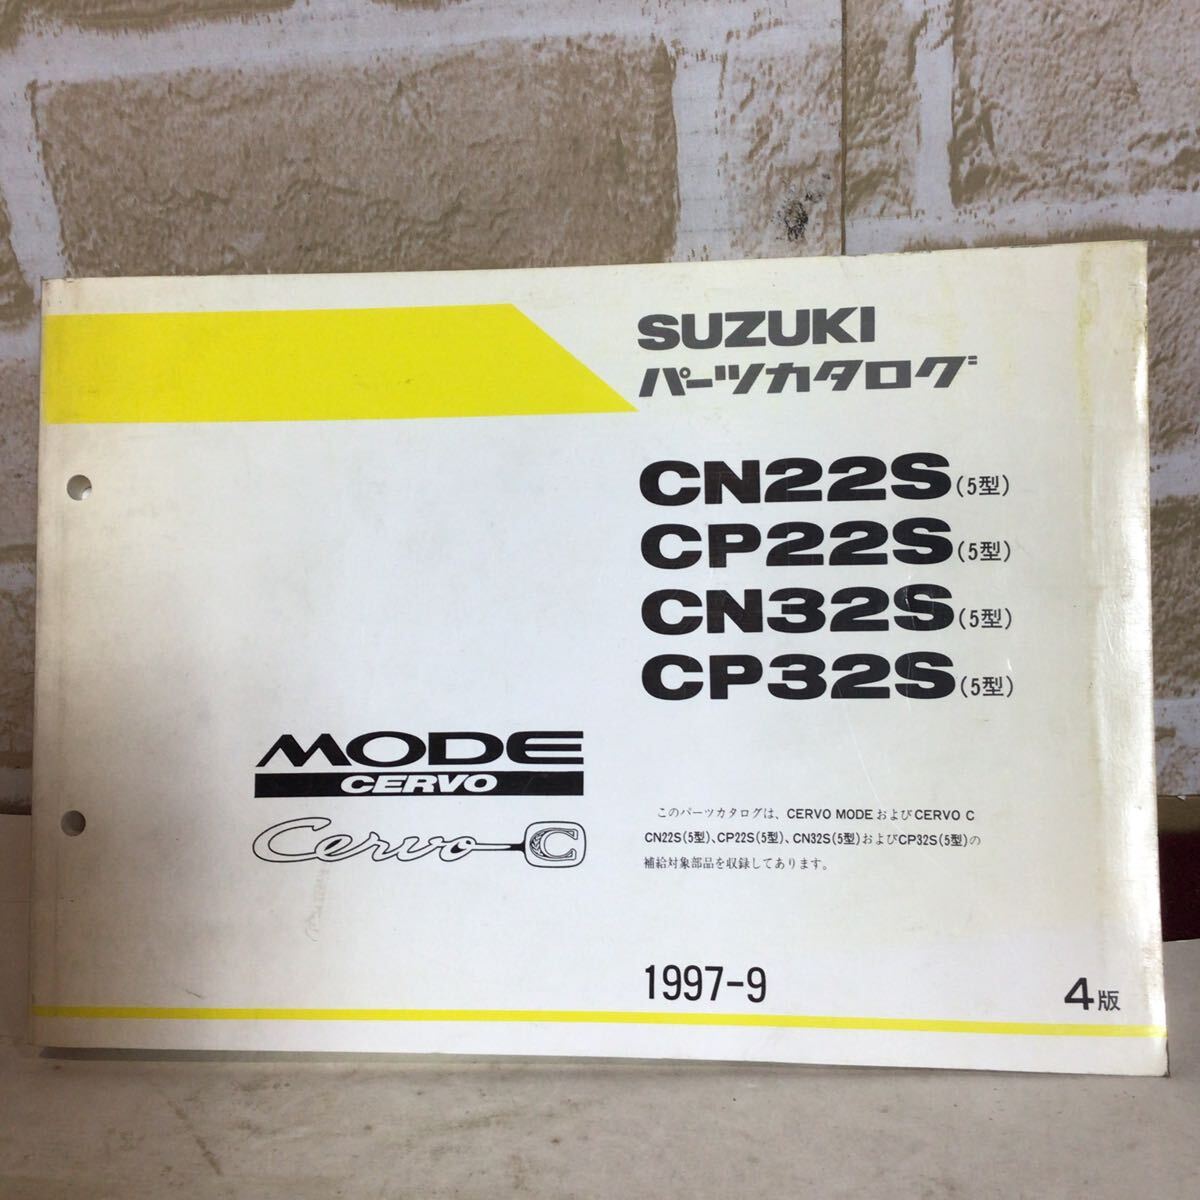 SUZUKI
パーツカタログ
CN22S(5型)
CP22S(5型)
CN32S(5型)
CP32S(5型)
MODE
CERVO
Cervo C
このパーツカタログは、CERVO MODEおよびCERVO C
CN22S(5型)、CP22S(5型)、CN32S(5型)およびCP32S(5型)の
補給対象部品を収録してあります。
1997-9
4版